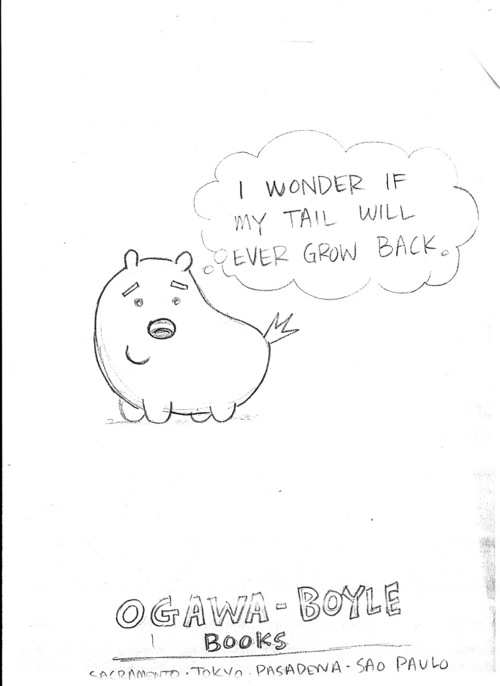 I WONDER IF
MY TAIL WILL
EVER GROW BACK.
OGAWA-BOYLE
BOOKS
SACRAMENTO · TOKYO · PASADENA · SAO PAULO